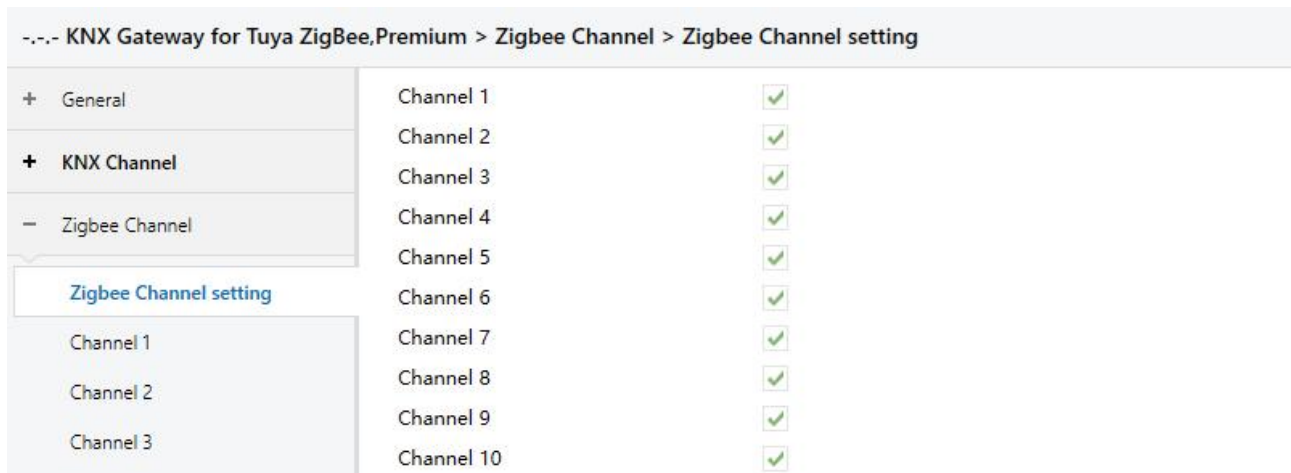 -.-.- KNX Gateway for Tuya ZigBee,Premium > Zigbee Channel > Zigbee Channel setting
+ General
+ KNX Channel
− Zigbee Channel
Zigbee Channel setting
Channel 1
Channel 2
Channel 3
Channel 1
Channel 2
Channel 3
Channel 4
Channel 5
Channel 6
Channel 7
Channel 8
Channel 9
Channel 10